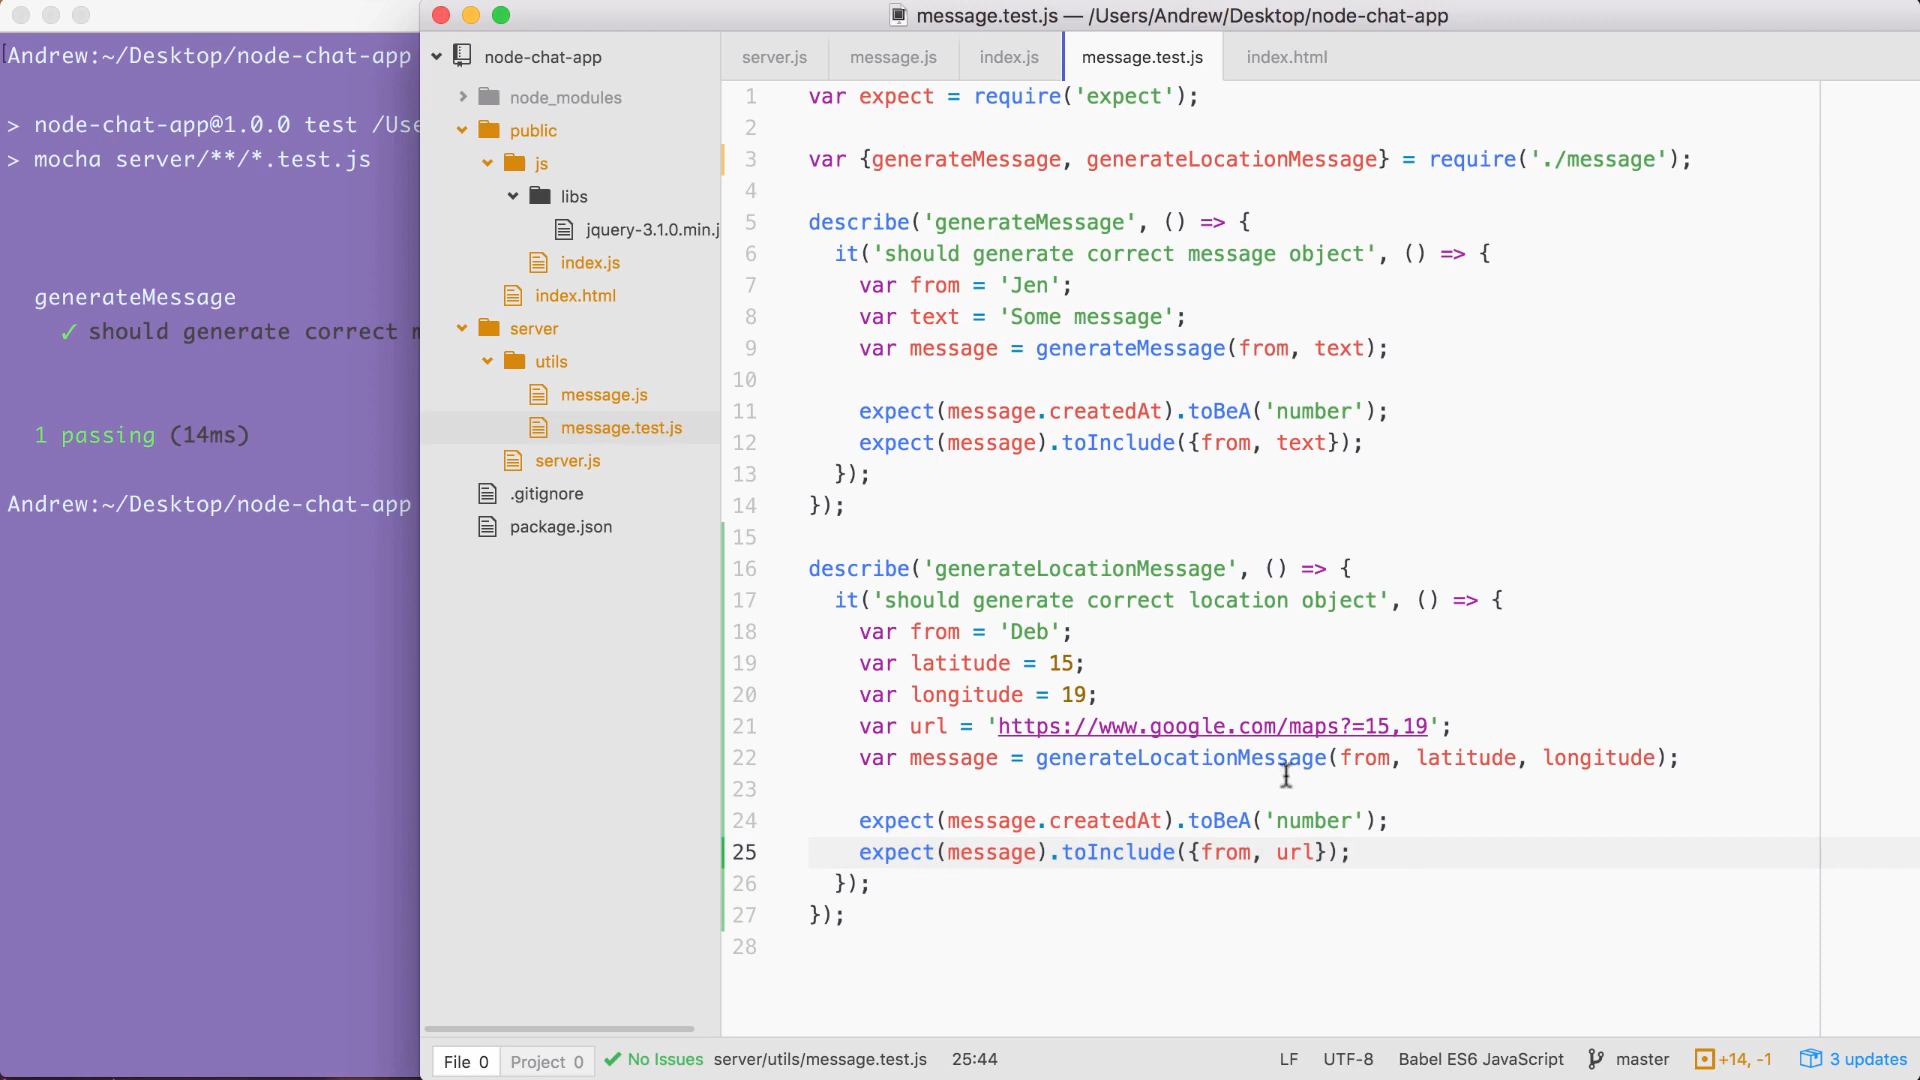 Andrew:~/Desktop/node-chat-app
> node-chat-app@1.0.0 test /Use
> mocha server/**/*.test.js
generateMessage
✓ should generate correct
1 passing (14ms)
Andrew:~/Desktop/node-chat-app
message.test.js — /Users/Andrew/Desktop/node-chat-app
node-chat-app
node_modules
public
js
libs
jquery-3.1.0.min.j
index.js
index.html
server
utils
message.js
message.test.js
server.js
.gitignore
package.json
server.js message.js index.js message.test.js index.html
1 var expect = require('expect');
2
3 var {generateMessage, generateLocationMessage} = require('./message');
4
5 describe('generateMessage', () => {
6 it('should generate correct message object', () => {
7 var from = 'Jen';
8 var text = 'Some message';
9 var message = generateMessage(from, text);
10
11 expect(message.createdAt).toBeA('number');
12 expect(message).toInclude({from, text});
13 });
14 });
15
16 describe('generateLocationMessage', () => {
17 it('should generate correct location object', () => {
18 var from = 'Deb';
19 var latitude = 15;
20 var longitude = 19;
21 var url = 'https://www.google.com/maps?=15,19';
22 var message = generateLocationMessage(from, latitude, longitude);
23
24 expect(message.createdAt).toBeA('number');
25 expect(message).toInclude({from, url});
26 });
27 });
28
File 0 Project 0 No Issues server/utils/message.test.js 25:44 LF UTF-8 Babel ES6 JavaScript master +14, -1 3 updates